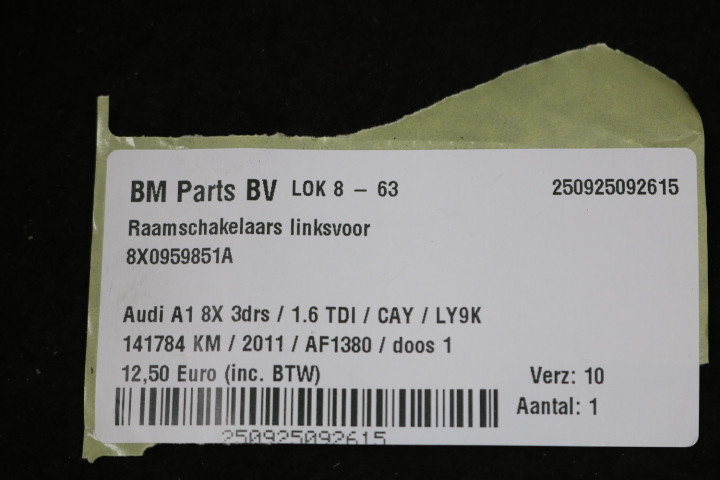 BM Parts BV LOK 8 – 63 250925092615
Raamschakelaars linksvoor
8X0959851A
Audi A1 8X 3drs / 1.6 TDI / CAY / LY9K
141784 KM / 2011 / AF1380 / doos 1
12,50 Euro (inc. BTW) Verz: 10
Aantal: 1
250925092615